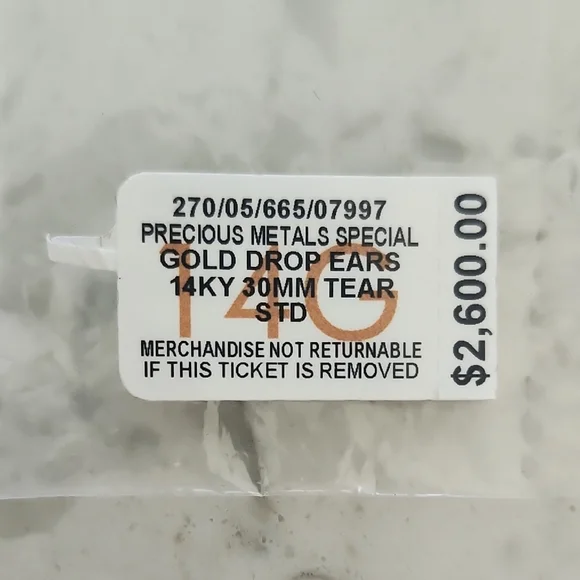 270/05/665/07997
PRECIOUS METALS SPECIAL
GOLD DROP EARS
14KY 30MM TEAR
STD
14G
MERCHANDISE NOT RETURNABLE
IF THIS TICKET IS REMOVED
$2,600.00